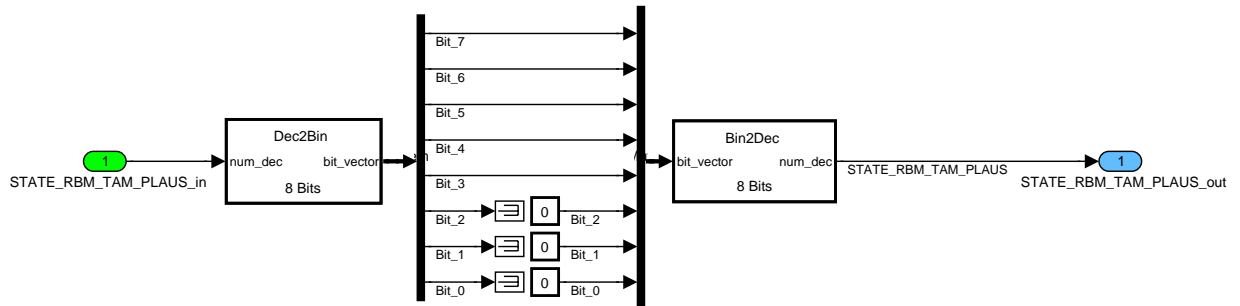 Bit_7
Bit_6
Bit_5
Dec2Bin
Bin2Dec
Bit_4
1
num_dec
bit_vector
bit_vector
num_dec
1
STATE_RBM_TAM_PLAUS
STATE_RBM_TAM_PLAUS_in
STATE_RBM_TAM_PLAUS_out
8 Bits
Bit_3
8 Bits
Bit_2
0
Bit_2
Bit_1
0
Bit_1
Bit_0
0
Bit_0